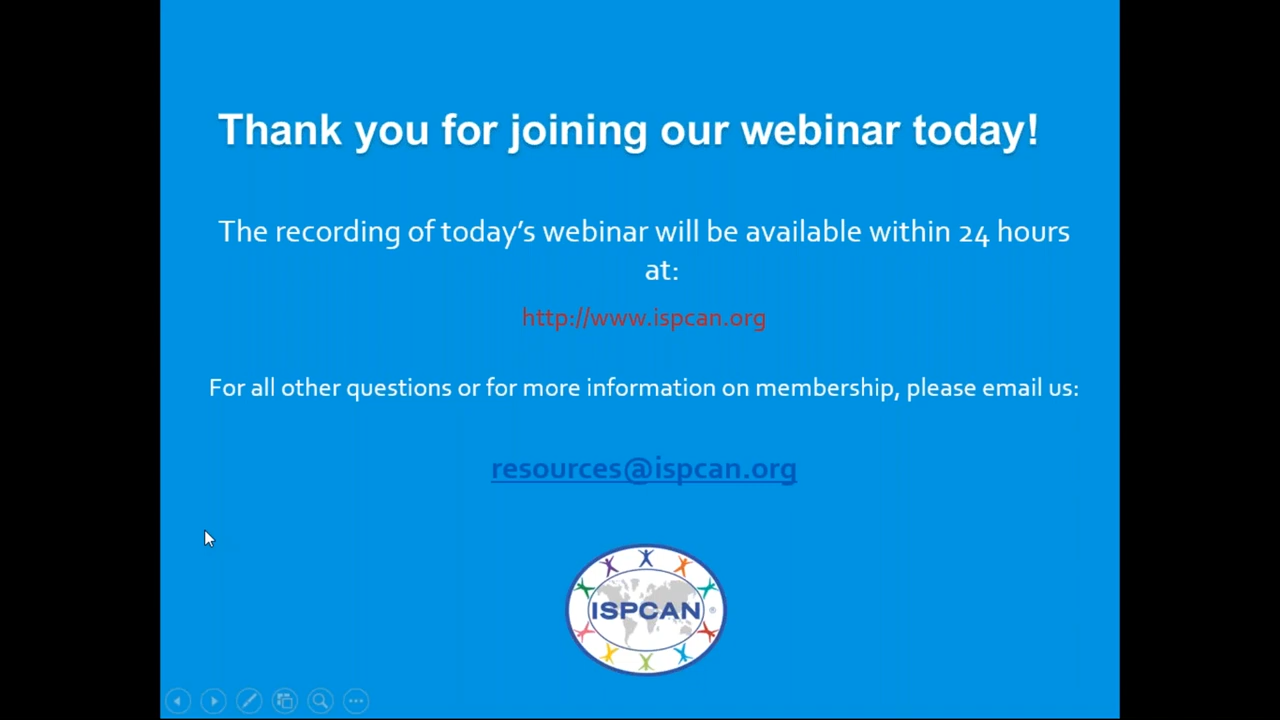 Thank you for joining our webinar today!
The recording of today’s webinar will be available within 24 hours
at:
http://www.ispcan.org
For all other questions or for more information on membership, please email us:
resources@ispcan.org
ISPCAN ®